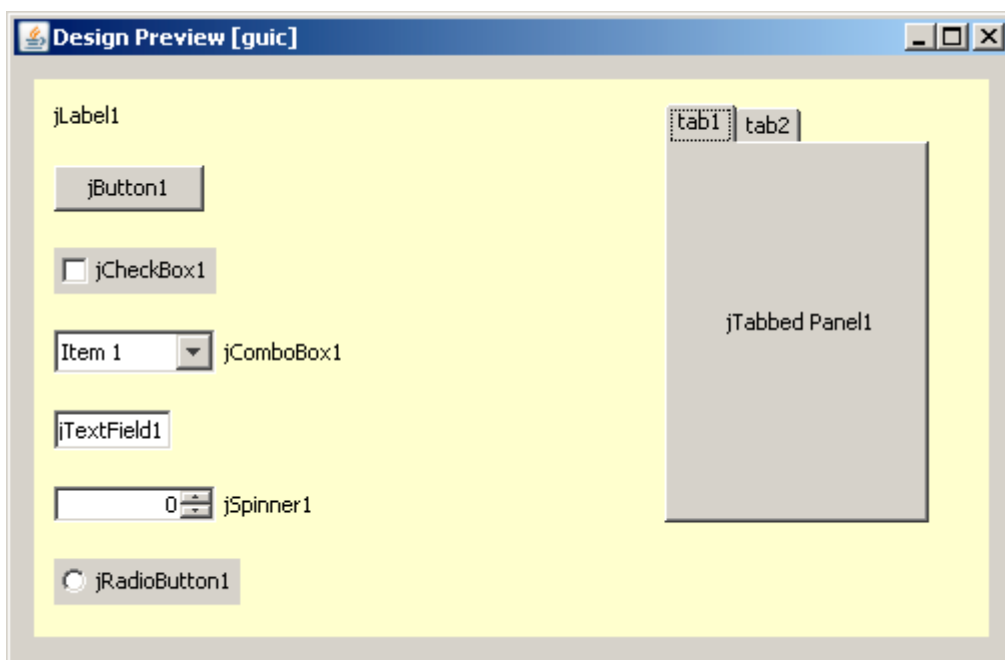 Design Preview [guic]
jLabel1
jButton1
jCheckBox1
Item 1 jComboBox1
jTextField1
0 jSpinner1
jRadioButton1
tab1 tab2
jTabbed Panel1